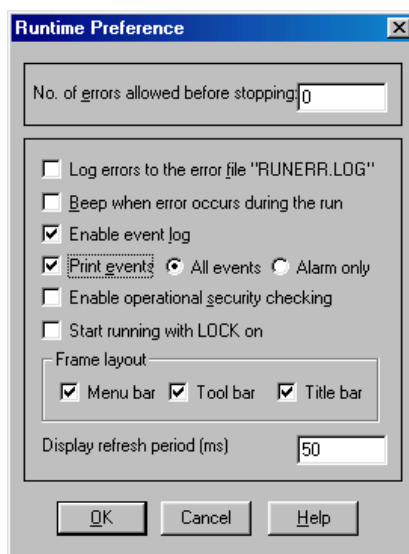 Runtime Preference
No. of errors allowed before stopping: 0
Log errors to the error file "RUNERR.LOG"
Beep when error occurs during the run
Enable event log
Print events All events Alarm only
Enable operational security checking
Start running with LOCK on
Frame layout
Menu bar Tool bar Title bar
Display refresh period (ms) 50
OK Cancel Help